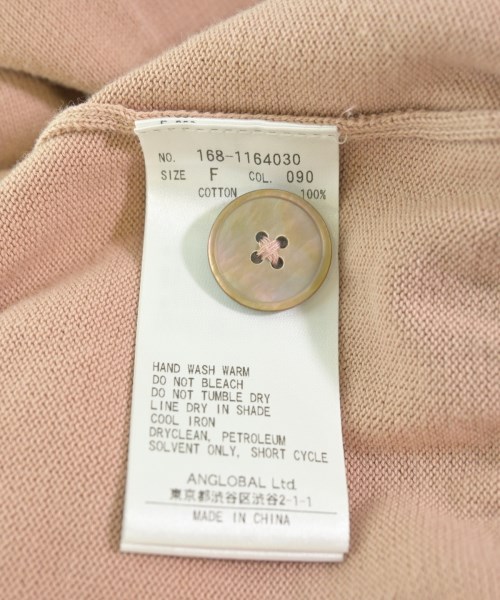 NO. 168-1164030
SIZE F COL. 090
COTTON 100%
HAND WASH WARM
DO NOT BLEACH
DO NOT TUMBLE DRY
LINE DRY IN SHADE
COOL IRON
DRYCLEAN, PETROLEUM
SOLVENT ONLY, SHORT CYCLE
ANGLOBAL Ltd.
東京都渋谷区渋谷2-1-1
MADE IN CHINA